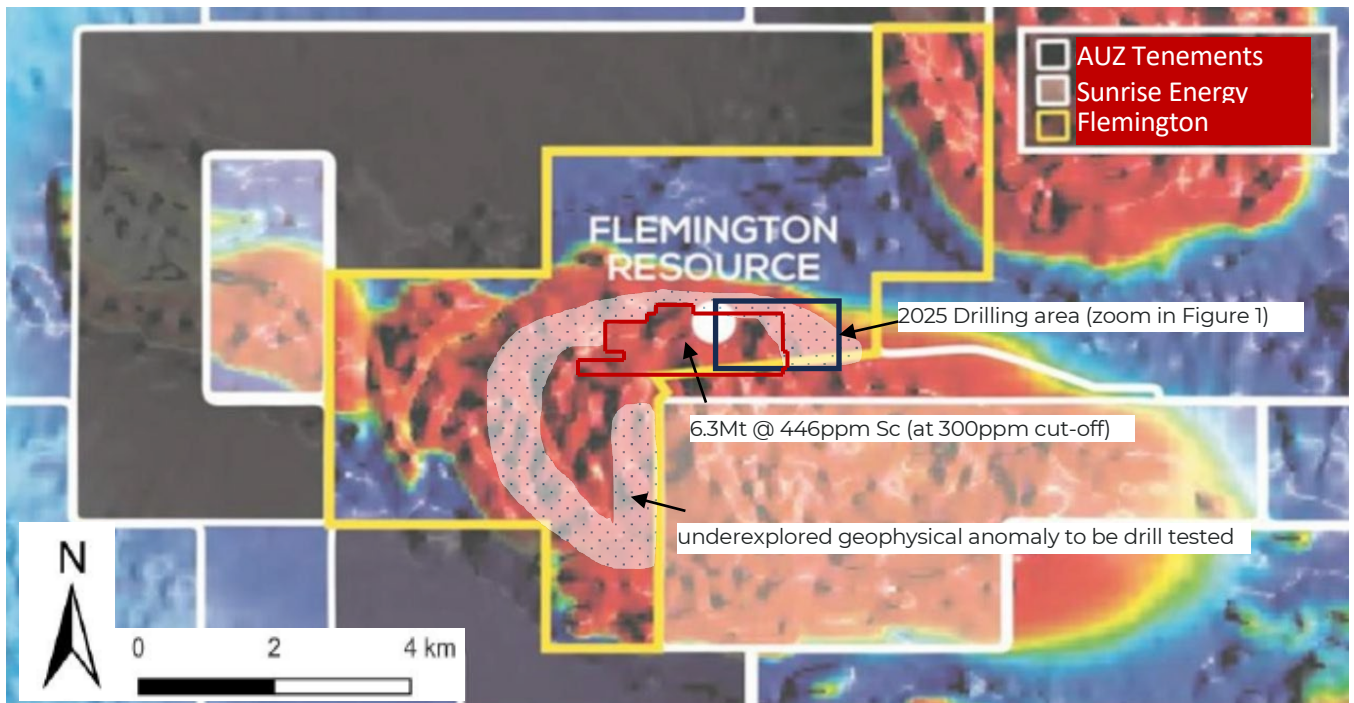 AUZ Tenements
Sunrise Energy
Flemington
FLEMINGTON
RESOURCE
2025 Drilling area (zoom in Figure 1)
6.3Mt @ 446ppm Sc (at 300ppm cut-off)
underexplored geophysical anomaly to be drill tested
N
0 2 4 km